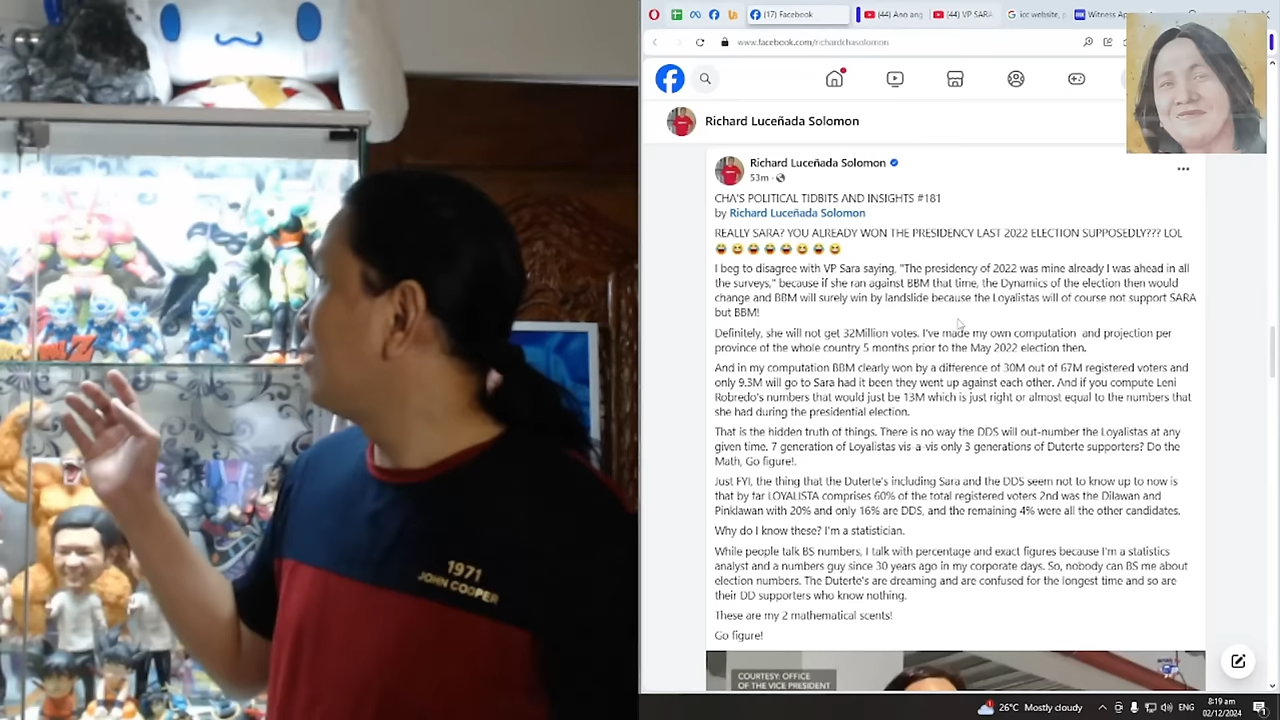 1971
JOHN COOPER
(17) Facebook
(44) Ano ang
(44) VP SARA
icc website, p
www.facebook.com/richardchasolomon
Richard Luceñada Solomon
Richard Luceñada Solomon
53m
CHA'S POLITICAL TIDBITS AND INSIGHTS #181
by Richard Luceñada Solomon
REALLY SARA? YOU ALREADY WON THE PRESIDENCY LAST 2022 ELECTION SUPPOSEDLY??? LOL
😂😆😂😂😂😆😂😆
I beg to disagree with VP Sara saying, "The presidency of 2022 was mine already I was ahead in all
the surveys," because if she ran against BBM that time, the Dynamics of the election then would
change and BBM will surely win by landslide because the Loyalistas will of course not support SARA
but BBM!
Definitely, she will not get 32Million votes. I've made my own computation and projection per
province of the whole country 5 months prior to the May 2022 election then.
And in my computation BBM clearly won by a difference of 30M out of 67M registered voters and
only 9.3M will go to Sara had it been they went up against each other. And if you compute Leni
Robredo's numbers that would just be 13M which is just right or almost equal to the numbers that
she had during the presidential election.
That is the hidden truth of things. There is no way the DDS will out-number the Loyalistas at any
given time. 7 generation of Loyalistas vis-a-vis only 3 generations of Duterte supporters? Do the
Math, Go figure!.
Just FYI, the thing that the Duterte's including Sara and the DDS seem not to know up to now is
that by far LOYALISTA comprises 60% of the total registered voters 2nd was the Dilawan and
Pinklawan with 20% and only 16% are DDS, and the remaining 4% were all the other candidates.
Why do I know these? I'm a statistician.
While people talk BS numbers, I talk with percentage and exact figures because I'm a statistics
analyst and a numbers guy since 30 years ago in my corporate days. So, nobody can BS me about
election numbers. The Duterte's are dreaming and are confused for the longest time and so are
their DD supporters who know nothing.
These are my 2 mathematical scents!
Go figure!
COURTESY: OFFICE
OF THE VICE PRESIDENT
26°C Mostly cloudy
ENG
8:19 am
02/12/2024